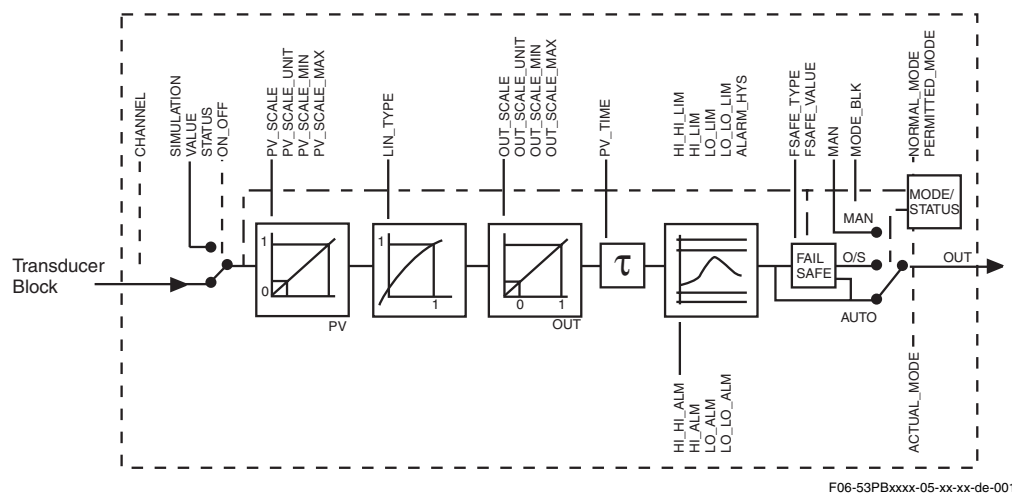 CHANNEL
SIMULATION
VALUE
STATUS
ON_OFF
PV_SCALE
PV_SCALE_UNIT
PV_SCALE_MIN
PV_SCALE_MAX
LIN_TYPE
OUT_SCALE
OUT_SCALE_UNIT
OUT_SCALE_MIN
OUT_SCALE_MAX
PV_TIME
HI_HI_LIM
HI_LIM
LO_LIM
LO_LO_LIM
ALARM_HYS
FSAFE_TYPE
FSAFE_VALUE
MAN
MODE_BLK
NORMAL_MODE
PERMITTED_MODE
MODE/
STATUS
Transducer
Block
1
0
PV
1
1
1
0
1
OUT
τ
FAIL
SAFE
MAN
O/S
AUTO
OUT
HI_HI_ALM
HI_ALM
LO_ALM
LO_LO_ALM
ACTUAL_MODE
F06-53PBxxxx-05-xx-xx-de-001